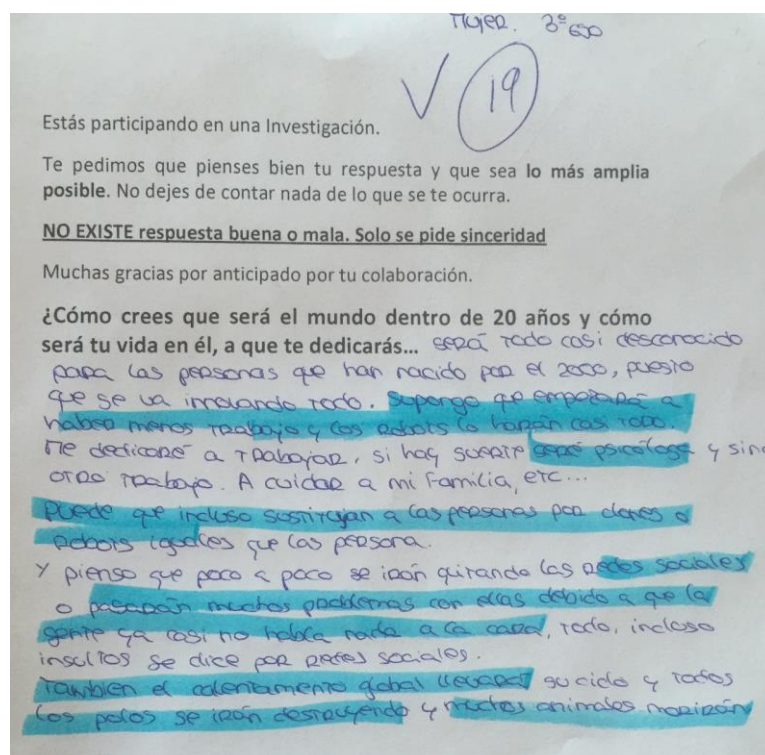 Mujer. 3º ESO
V 19
Estás participando en una Investigación.
Te pedimos que pienses bien tu respuesta y que sea lo más amplia
posible. No dejes de contar nada de lo que se te ocurra.
NO EXISTE respuesta buena o mala. Solo se pide sinceridad
Muchas gracias por anticipado por tu colaboración.
¿Cómo crees que será el mundo dentro de 20 años y cómo
será tu vida en él, a que te dedicarás... será todo casi desconocido
para las personas que han nacido por el 2000, puesto
que se va innovando todo. Supongo que empezará a
haber menos trabajo y los robots lo harán casi todo.
Me dedicaré a trabajar, si hay suerte seré psicóloga y sino
otro trabajo. A cuidar a mi familia, etc...
Puede que incluso sustituyan a las personas por clones o
robots iguales que las persona.
Y pienso que poco a poco se irán quitando las redes sociales
o pasarán muchos problemas con ellas debido a que la
gente ya casi no habla nada a la cara, todo, incluso
insultos se dice por redes sociales.
También el calentamiento global llevará su ciclo y todos
los polos se irán destruyendo y muchos animales morirán